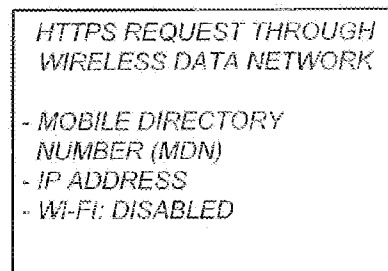 HTTPS REQUEST THROUGH
WIRELESS DATA NETWORK
- MOBILE DIRECTORY
NUMBER (MDN)
- IP ADDRESS
- WI-FI: DISABLED